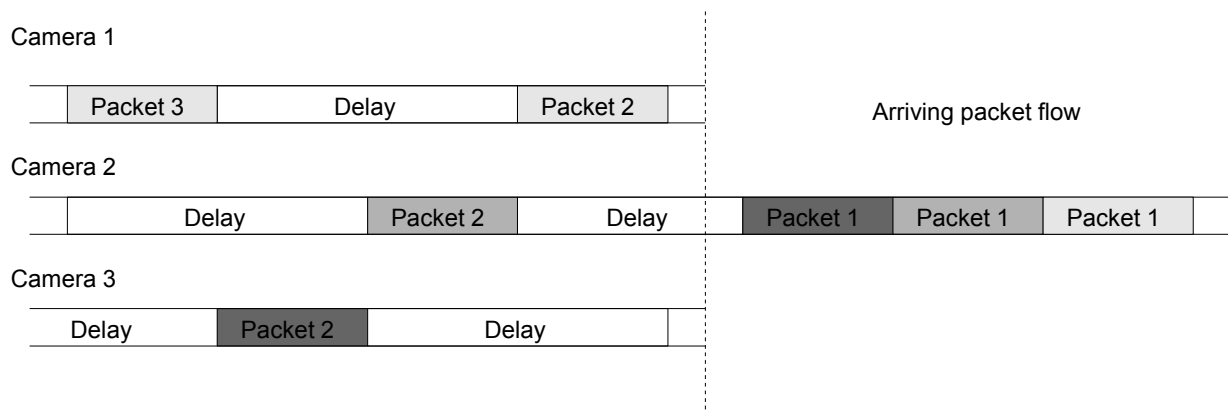 Camera 1
Packet 3 Delay Packet 2
Arriving packet flow
Camera 2
Delay Packet 2 Delay Packet 1 Packet 1 Packet 1
Camera 3
Delay Packet 2 Delay